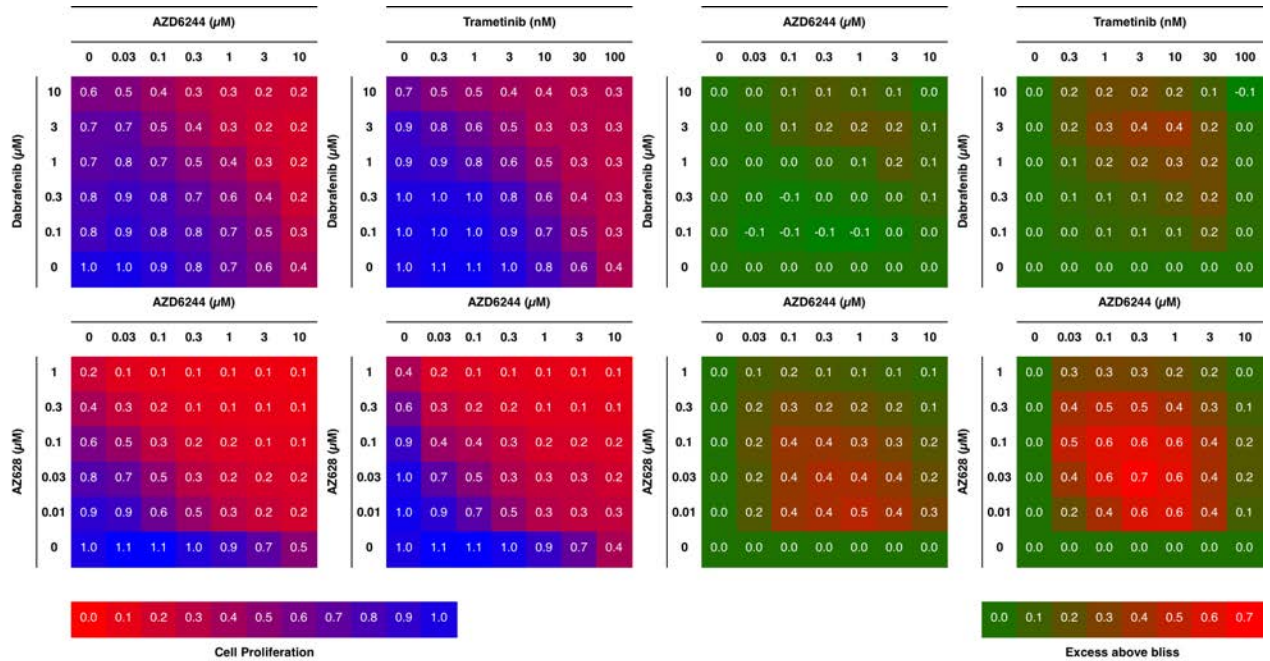 AZD6244 (µM) Trametinib (nM) AZD6244 (µM) Trametinib (nM)
0 0.03 0.1 0.3 1 3 10 0 0.3 1 3 10 30 100 0 0.03 0.1 0.3 1 3 10 0 0.3 1 3 10 30 100
Dabrafenib (µM) Dabrafenib (µM) Dabrafenib (µM) Dabrafenib (µM)
10 0.6 0.5 0.4 0.3 0.3 0.2 0.2 10 0.7 0.5 0.5 0.4 0.4 0.3 0.3 10 0.0 0.0 0.1 0.1 0.1 0.1 0.0 10 0.0 0.2 0.2 0.2 0.2 0.1 -0.1
3 0.7 0.7 0.5 0.4 0.3 0.2 0.2 3 0.9 0.8 0.6 0.5 0.3 0.3 0.3 3 0.0 0.0 0.1 0.2 0.2 0.2 0.1 3 0.0 0.2 0.3 0.4 0.4 0.2 0.0
1 0.7 0.8 0.7 0.5 0.4 0.3 0.2 1 0.9 0.9 0.8 0.6 0.5 0.3 0.3 1 0.0 0.0 0.0 0.0 0.1 0.2 0.1 1 0.0 0.1 0.2 0.2 0.3 0.2 0.0
0.3 0.8 0.9 0.8 0.7 0.6 0.4 0.2 0.3 1.0 1.0 1.0 0.8 0.6 0.4 0.3 0.3 0.0 0.0 -0.1 0.0 0.0 0.0 0.1 0.3 0.0 0.1 0.1 0.1 0.2 0.2 0.0
0.1 0.8 0.9 0.8 0.8 0.7 0.5 0.3 0.1 1.0 1.0 1.0 0.9 0.7 0.5 0.3 0.1 0.0 -0.1 -0.1 -0.1 -0.1 0.0 0.0 0.1 0.0 0.0 0.1 0.1 0.1 0.2 0.0
0 1.0 1.0 0.9 0.8 0.7 0.6 0.4 0 1.0 1.1 1.1 1.0 0.8 0.6 0.4 0 0.0 0.0 0.0 0.0 0.0 0.0 0.0 0 0.0 0.0 0.0 0.0 0.0 0.0 0.0
AZD6244 (µM) AZD6244 (µM) AZD6244 (µM) AZD6244 (µM)
0 0.03 0.1 0.3 1 3 10 0 0.03 0.1 0.3 1 3 10 0 0.03 0.1 0.3 1 3 10 0 0.03 0.1 0.3 1 3 10
AZ628 (µM) AZ628 (µM) AZ628 (µM) AZ628 (µM)
1 0.2 0.1 0.1 0.1 0.1 0.1 0.1 1 0.4 0.2 0.1 0.1 0.1 0.1 0.1 1 0.0 0.1 0.2 0.1 0.1 0.1 0.1 1 0.0 0.3 0.3 0.3 0.2 0.2 0.0
0.3 0.4 0.3 0.2 0.1 0.1 0.1 0.1 0.3 0.6 0.3 0.2 0.2 0.1 0.1 0.1 0.3 0.0 0.2 0.3 0.2 0.2 0.2 0.1 0.3 0.0 0.4 0.5 0.5 0.4 0.3 0.1
0.1 0.6 0.5 0.3 0.2 0.2 0.1 0.1 0.1 0.9 0.4 0.4 0.3 0.2 0.2 0.2 0.1 0.0 0.2 0.4 0.4 0.3 0.3 0.2 0.1 0.0 0.5 0.6 0.6 0.6 0.4 0.2
0.03 0.8 0.7 0.5 0.3 0.2 0.2 0.2 0.03 1.0 0.7 0.5 0.3 0.2 0.2 0.2 0.03 0.0 0.2 0.3 0.4 0.4 0.4 0.2 0.03 0.0 0.4 0.6 0.7 0.6 0.4 0.2
0.01 0.9 0.9 0.6 0.5 0.3 0.2 0.2 0.01 1.0 0.9 0.7 0.5 0.3 0.3 0.3 0.01 0.0 0.2 0.4 0.4 0.5 0.4 0.3 0.01 0.0 0.2 0.4 0.6 0.6 0.4 0.1
0 1.0 1.1 1.1 1.0 0.9 0.7 0.5 0 1.0 1.1 1.1 1.0 0.9 0.7 0.4 0 0.0 0.0 0.0 0.0 0.0 0.0 0.0 0 0.0 0.0 0.0 0.0 0.0 0.0 0.0
0.0 0.1 0.2 0.3 0.4 0.5 0.6 0.7 0.8 0.9 1.0 0.0 0.1 0.2 0.3 0.4 0.5 0.6 0.7
Cell Proliferation Excess above bliss